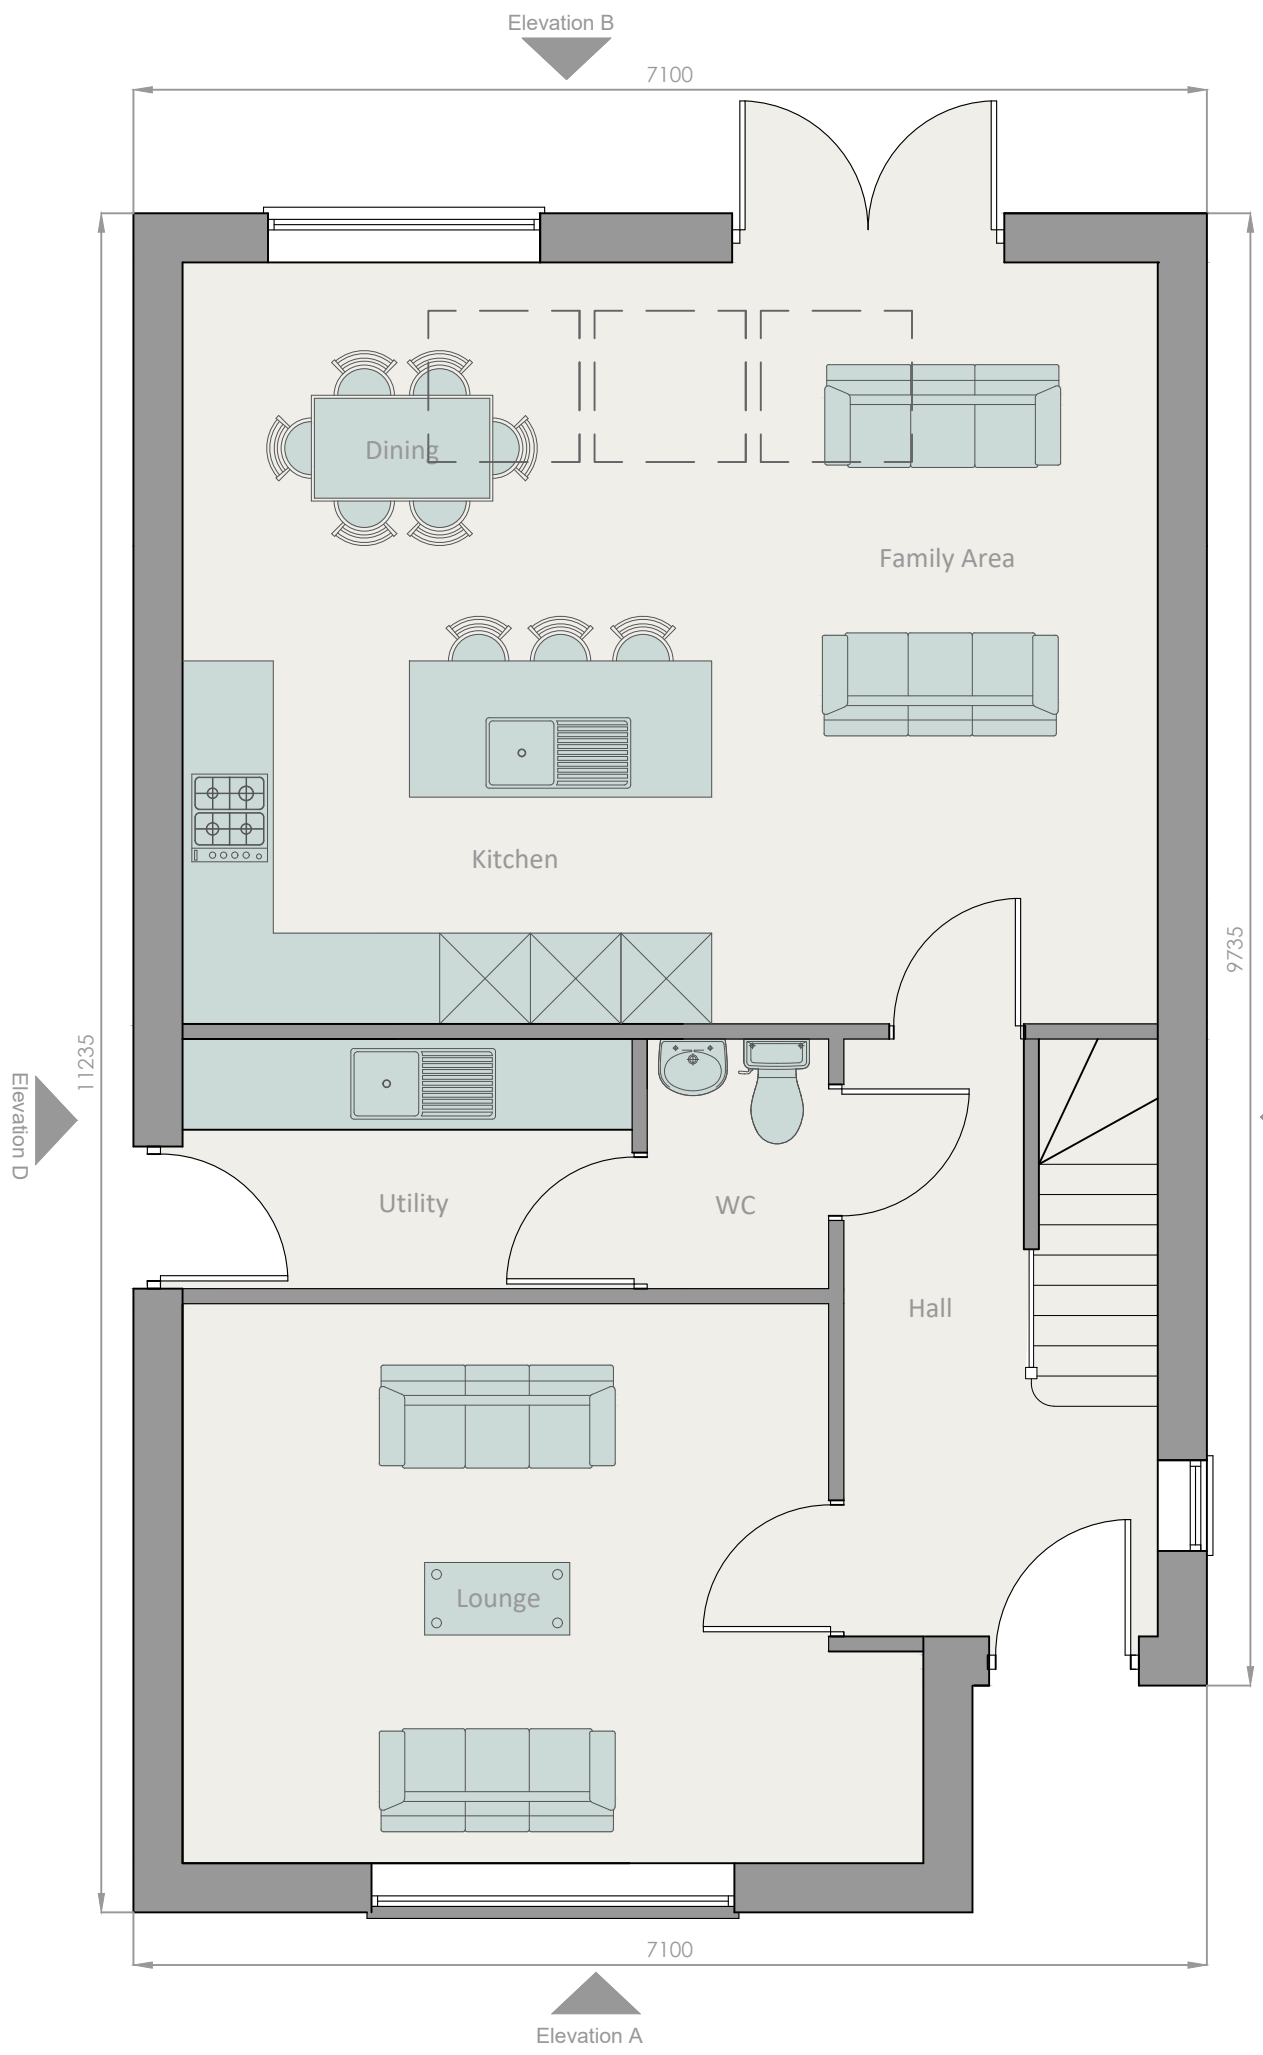 Elevation B
7100
Dining
Family Area
Kitchen
9735
11235
Elevation D
Utility
WC
Hall
Lounge
7100
Elevation A